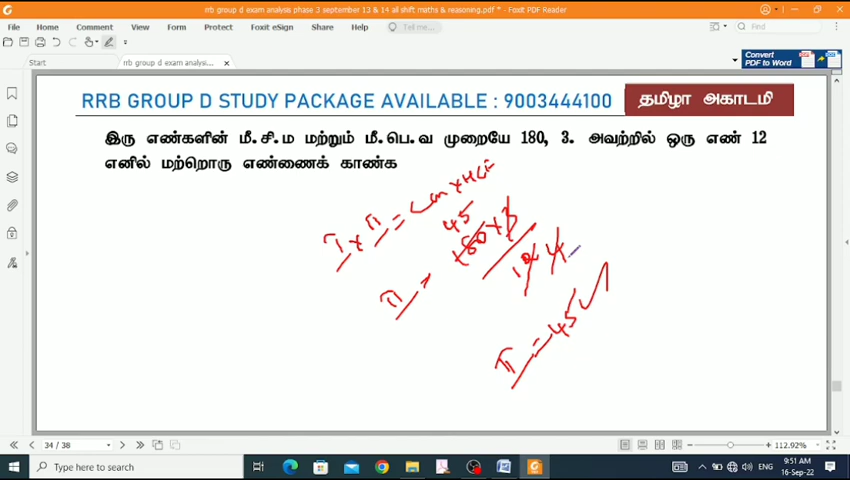 rrb group d exam analysis phase 3 september 13 & 14 all shift maths & reasoning.pdf * - Foxit PDF Reader
File Home Comment View Form Protect Foxit eSign Share Help Tell me... Find
Start rrb group d exam analysi... Convert PDF to Word
RRB GROUP D STUDY PACKAGE AVAILABLE : 9003444100 தமிழா அகாடமி
இரு எண்களின் மீ.சி.ம மற்றும் மீ.பெ.வ முறையே 180, 3. அவற்றில் ஒரு எண் 12
எனில் மற்றொரு எண்ணைக் காண்க
I x II = Lcm x HCF
45
II = 180 x 3
12 4
II = 45
34 / 38 112.92%
Type here to search ENG 9:51 AM
16-Sep-22